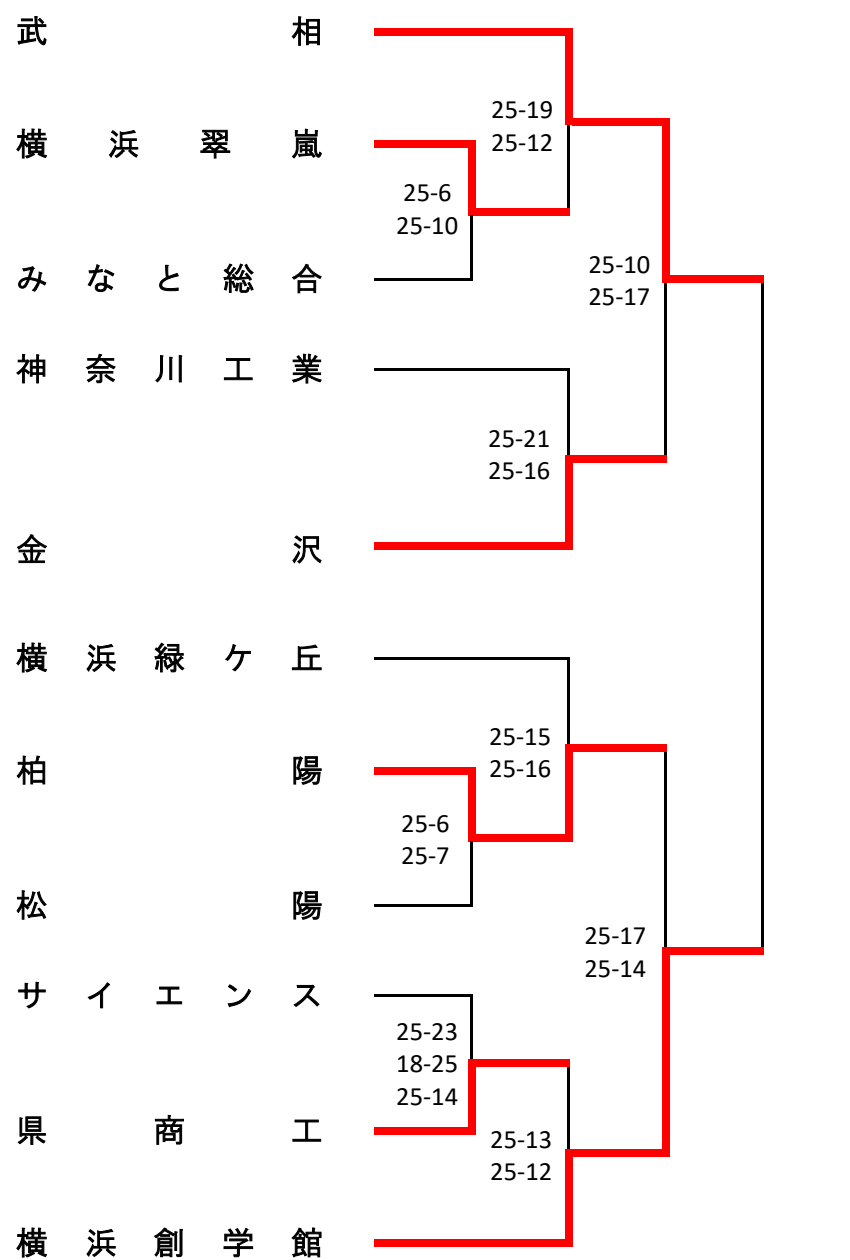 武相
25-19
25-12
横浜翠嵐
25-6
25-10
みなと総合
25-10
25-17
神奈川工業
25-21
25-16
金沢
横浜緑ケ丘
25-15
25-16
柏陽
25-6
25-7
松陽
25-17
25-14
サイエンス
25-23
18-25
25-14
県商工
25-13
25-12
横浜創学館